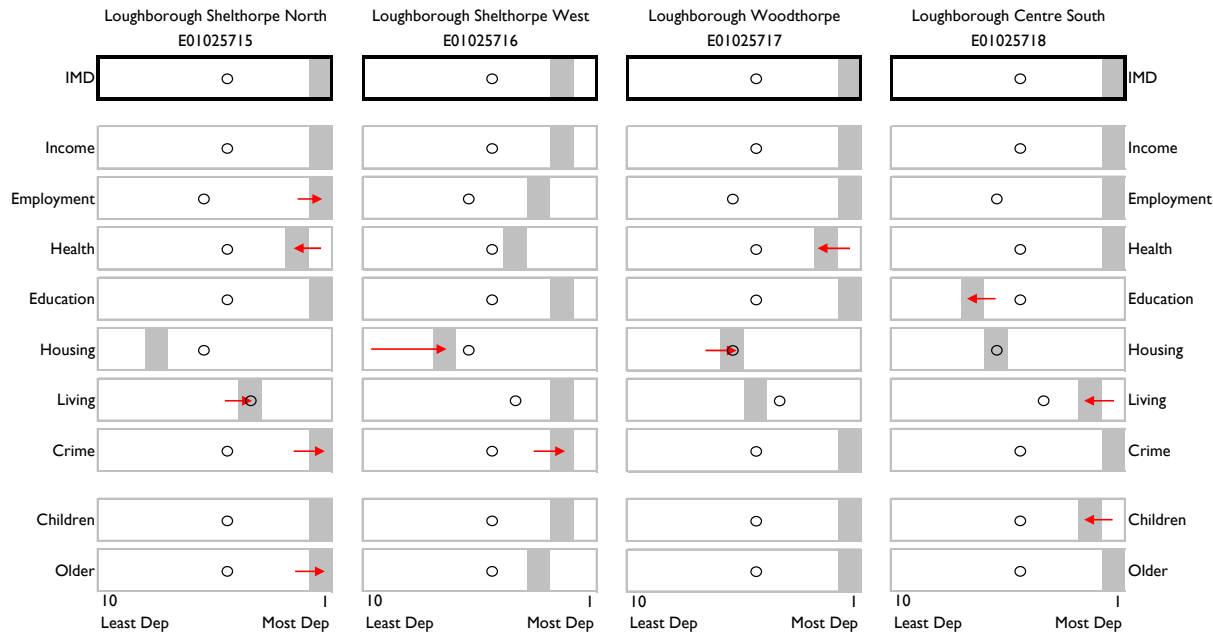 Loughborough Shelthorpe North Loughborough Shelthorpe West Loughborough Woodthorpe Loughborough Centre South
E01025715 E01025716 E01025717 E01025718
IMD IMD
Income Income
Employment Employment
Health Health
Education Education
Housing Housing
Living Living
Crime Crime
Children Children
Older Older
10 1 10 1 10 1 10 1
Least Dep Most Dep Least Dep Most Dep Least Dep Most Dep Least Dep Most Dep